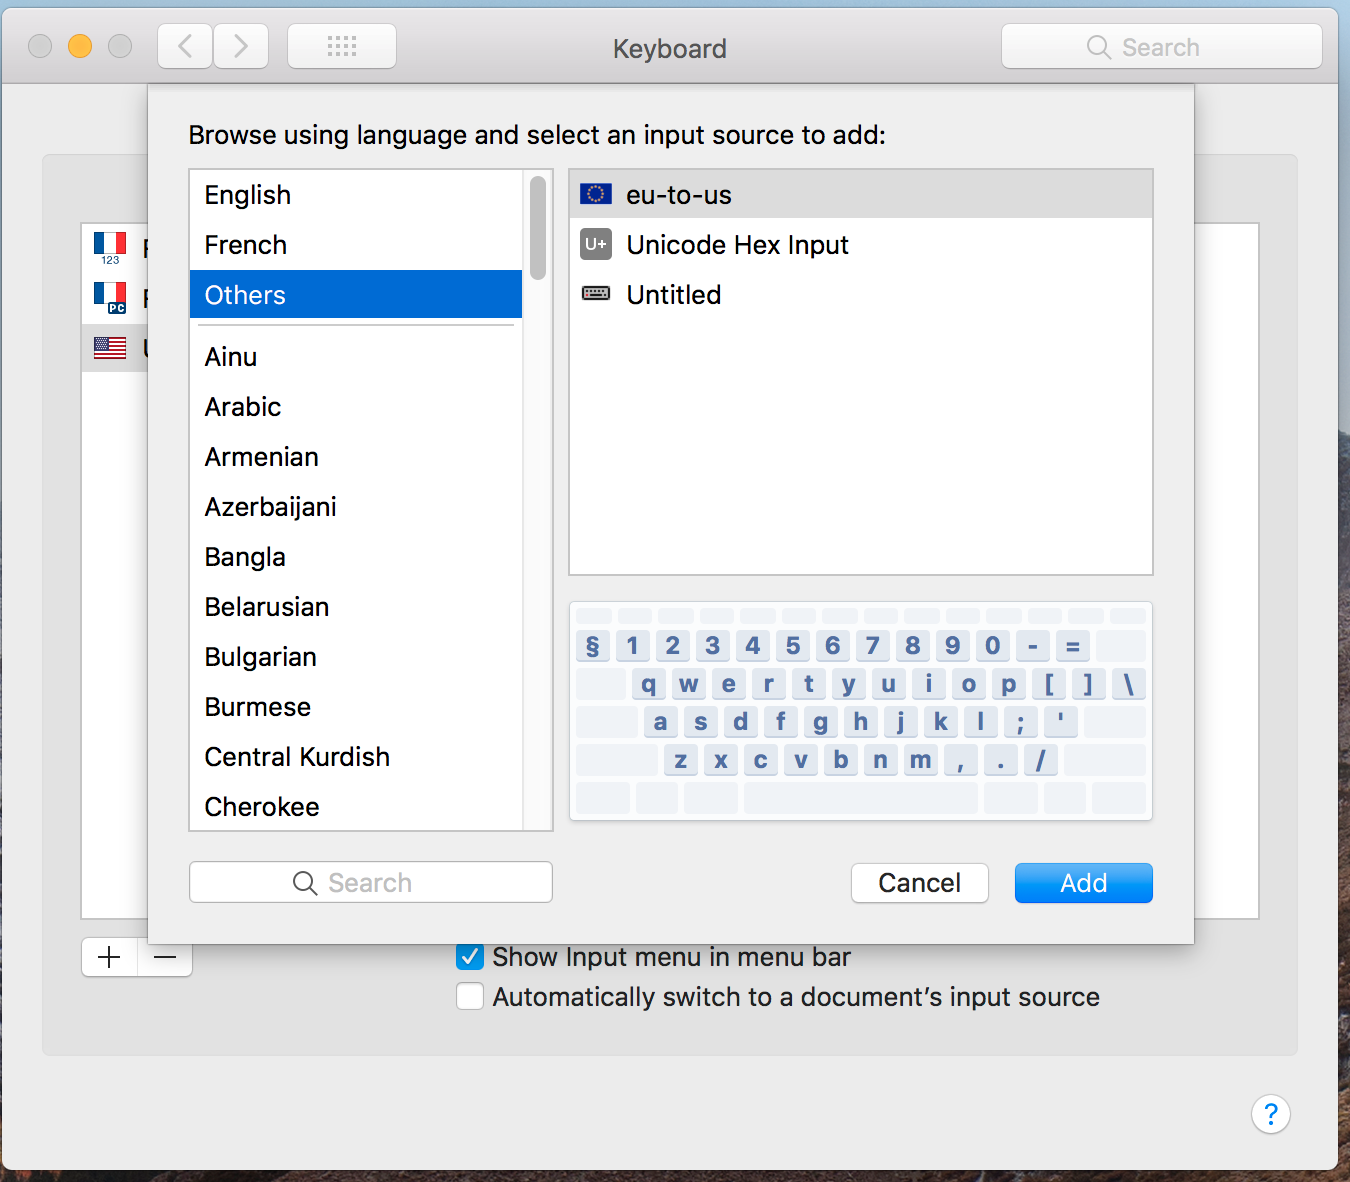 Keyboard
Search
Browse using language and select an input source to add:
English
French
Others
Ainu
Arabic
Armenian
Azerbaijani
Bangla
Belarusian
Bulgarian
Burmese
Central Kurdish
Cherokee
Search
123
PC
eu-to-us
U+ Unicode Hex Input
Untitled
§ 1 2 3 4 5 6 7 8 9 0 - =
q w e r t y u i o p [ ] \
a s d f g h j k l ; '
z x c v b n m , . /
Cancel
Add
+ −
Show Input menu in menu bar
Automatically switch to a document’s input source
?